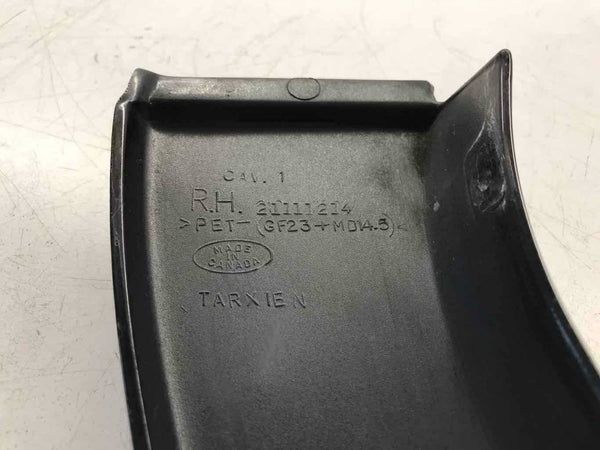 CAV. 1
R.H. 21111214
>PET-(GF23+MD14.5)<
MADE
IN
CANADA
TARXIEN